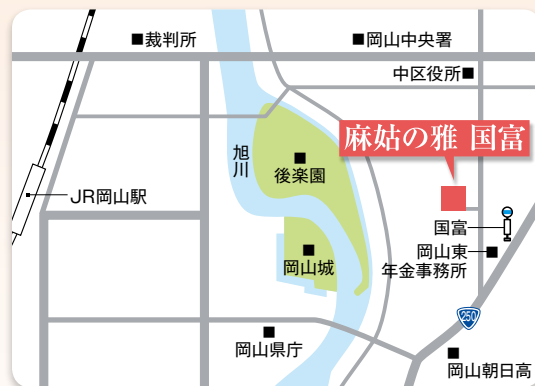 ■裁判所
■岡山中央署
中区役所■
麻姑の雅 国富
旭川
後楽園
JR岡山駅
国富
岡山東
年金事務所
岡山城
250
岡山県庁
岡山朝日高